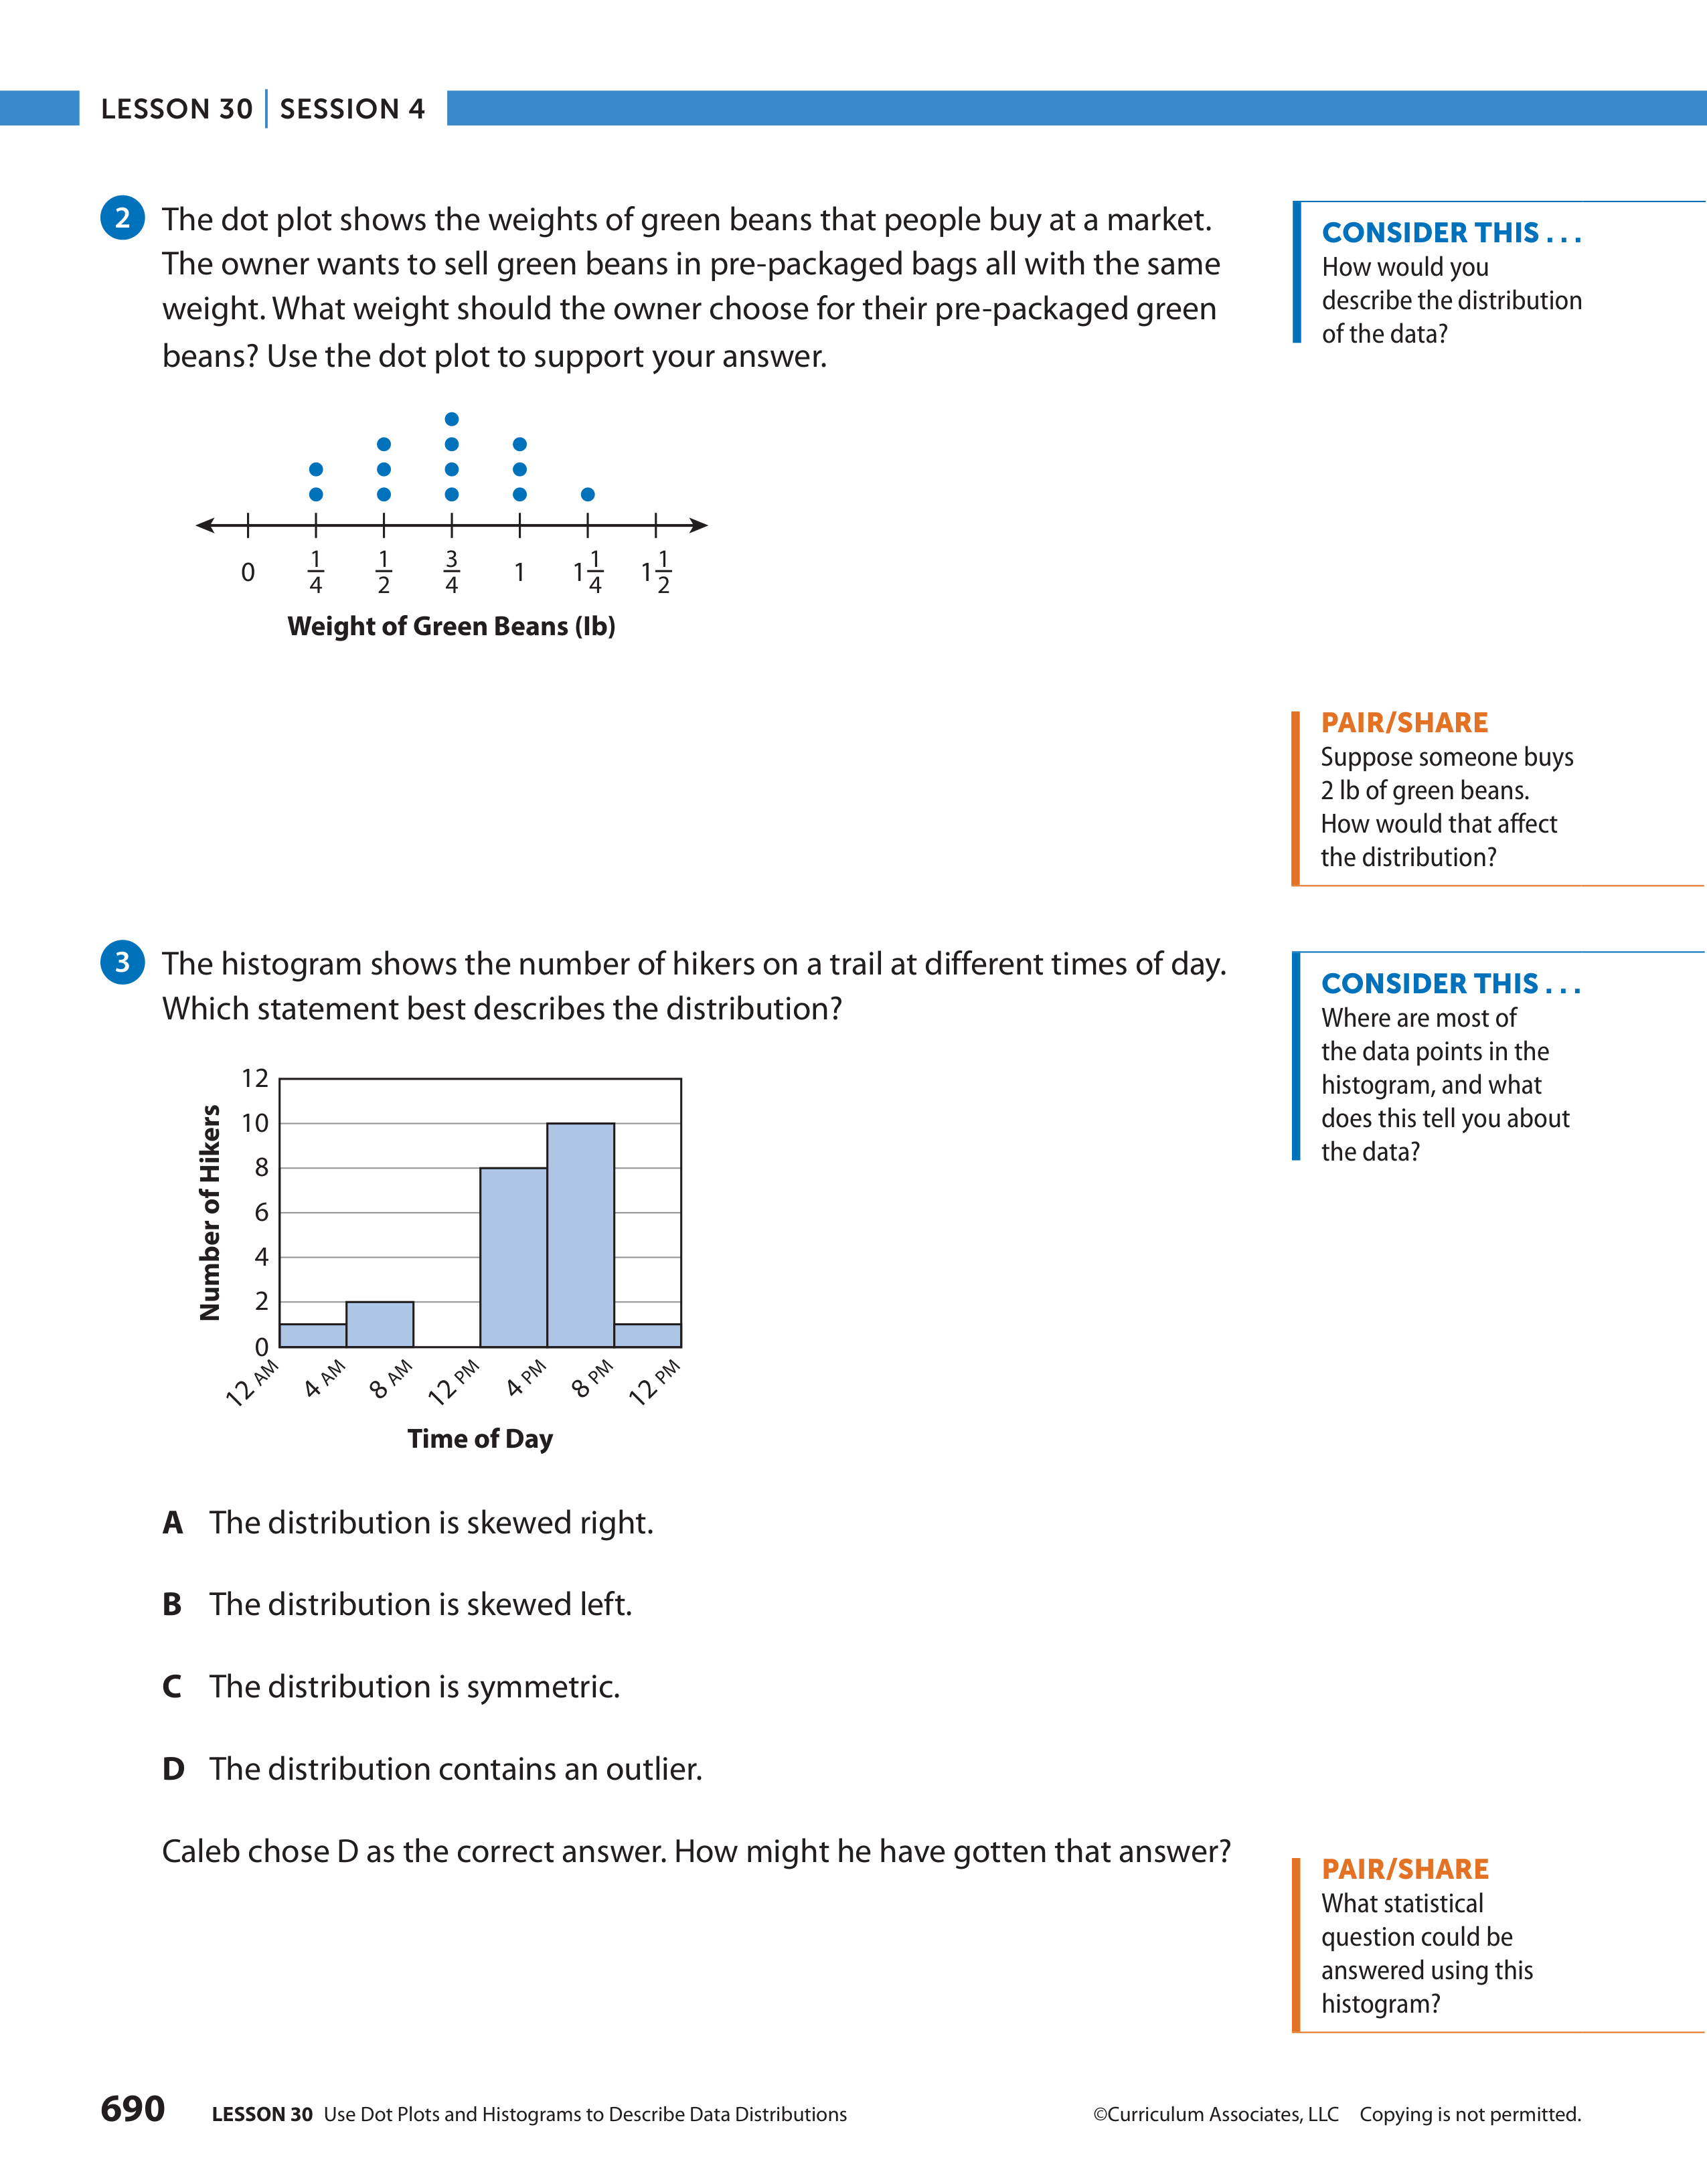 LESSON 30 | SESSION 4
2 The dot plot shows the weights of green beans that people buy at a market.
The owner wants to sell green beans in pre-packaged bags all with the same
weight. What weight should the owner choose for their pre-packaged green
beans? Use the dot plot to support your answer.
CONSIDER THIS . . .
How would you
describe the distribution
of the data?
0 1/4 1/2 3/4 1 1 1/4 1 1/2
Weight of Green Beans (lb)
PAIR/SHARE
Suppose someone buys
2 lb of green beans.
How would that affect
the distribution?
3 The histogram shows the number of hikers on a trail at different times of day.
Which statement best describes the distribution?
CONSIDER THIS . . .
Where are most of
the data points in the
histogram, and what
does this tell you about
the data?
Number of Hikers
12
10
8
6
4
2
0
12 AM 4 AM 8 AM 12 PM 4 PM 8 PM 12 PM
Time of Day
A The distribution is skewed right.
B The distribution is skewed left.
C The distribution is symmetric.
D The distribution contains an outlier.
Caleb chose D as the correct answer. How might he have gotten that answer?
PAIR/SHARE
What statistical
question could be
answered using this
histogram?
690 LESSON 30 Use Dot Plots and Histograms to Describe Data Distributions ©Curriculum Associates, LLC Copying is not permitted.